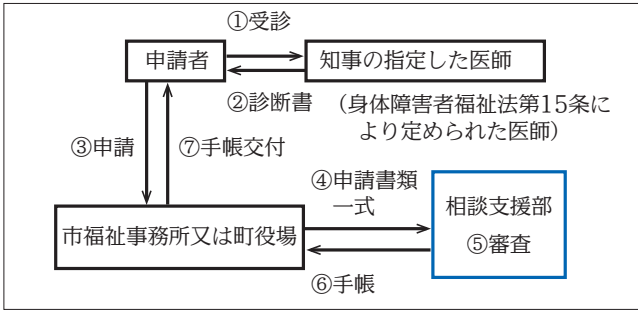 ①受診
申請者
知事の指定した医師
②診断書
（身体障害者福祉法第15条に
より定められた医師）
③申請
⑦手帳交付
④申請書類
一式
市福祉事務所又は町役場
相談支援部
⑤審査
⑥手帳